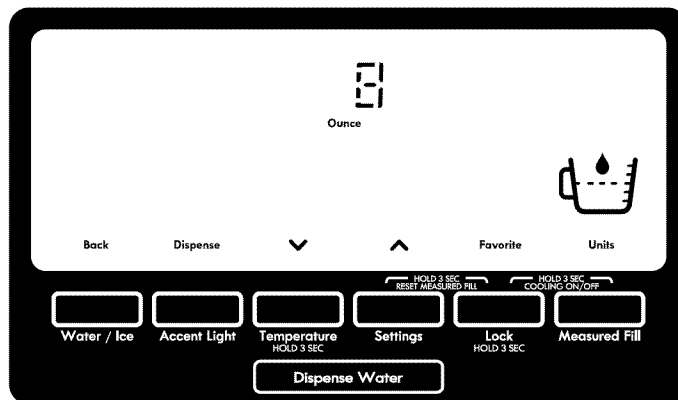 8
Ounce
Back Dispense Favorite Units
HOLD 3 SEC HOLD 3 SEC
RESET MEASURED FILL COOLING ON/OFF
Water / Ice Accent Light Temperature Settings Lock Measured Fill
HOLD 3 SEC HOLD 3 SEC
Dispense Water